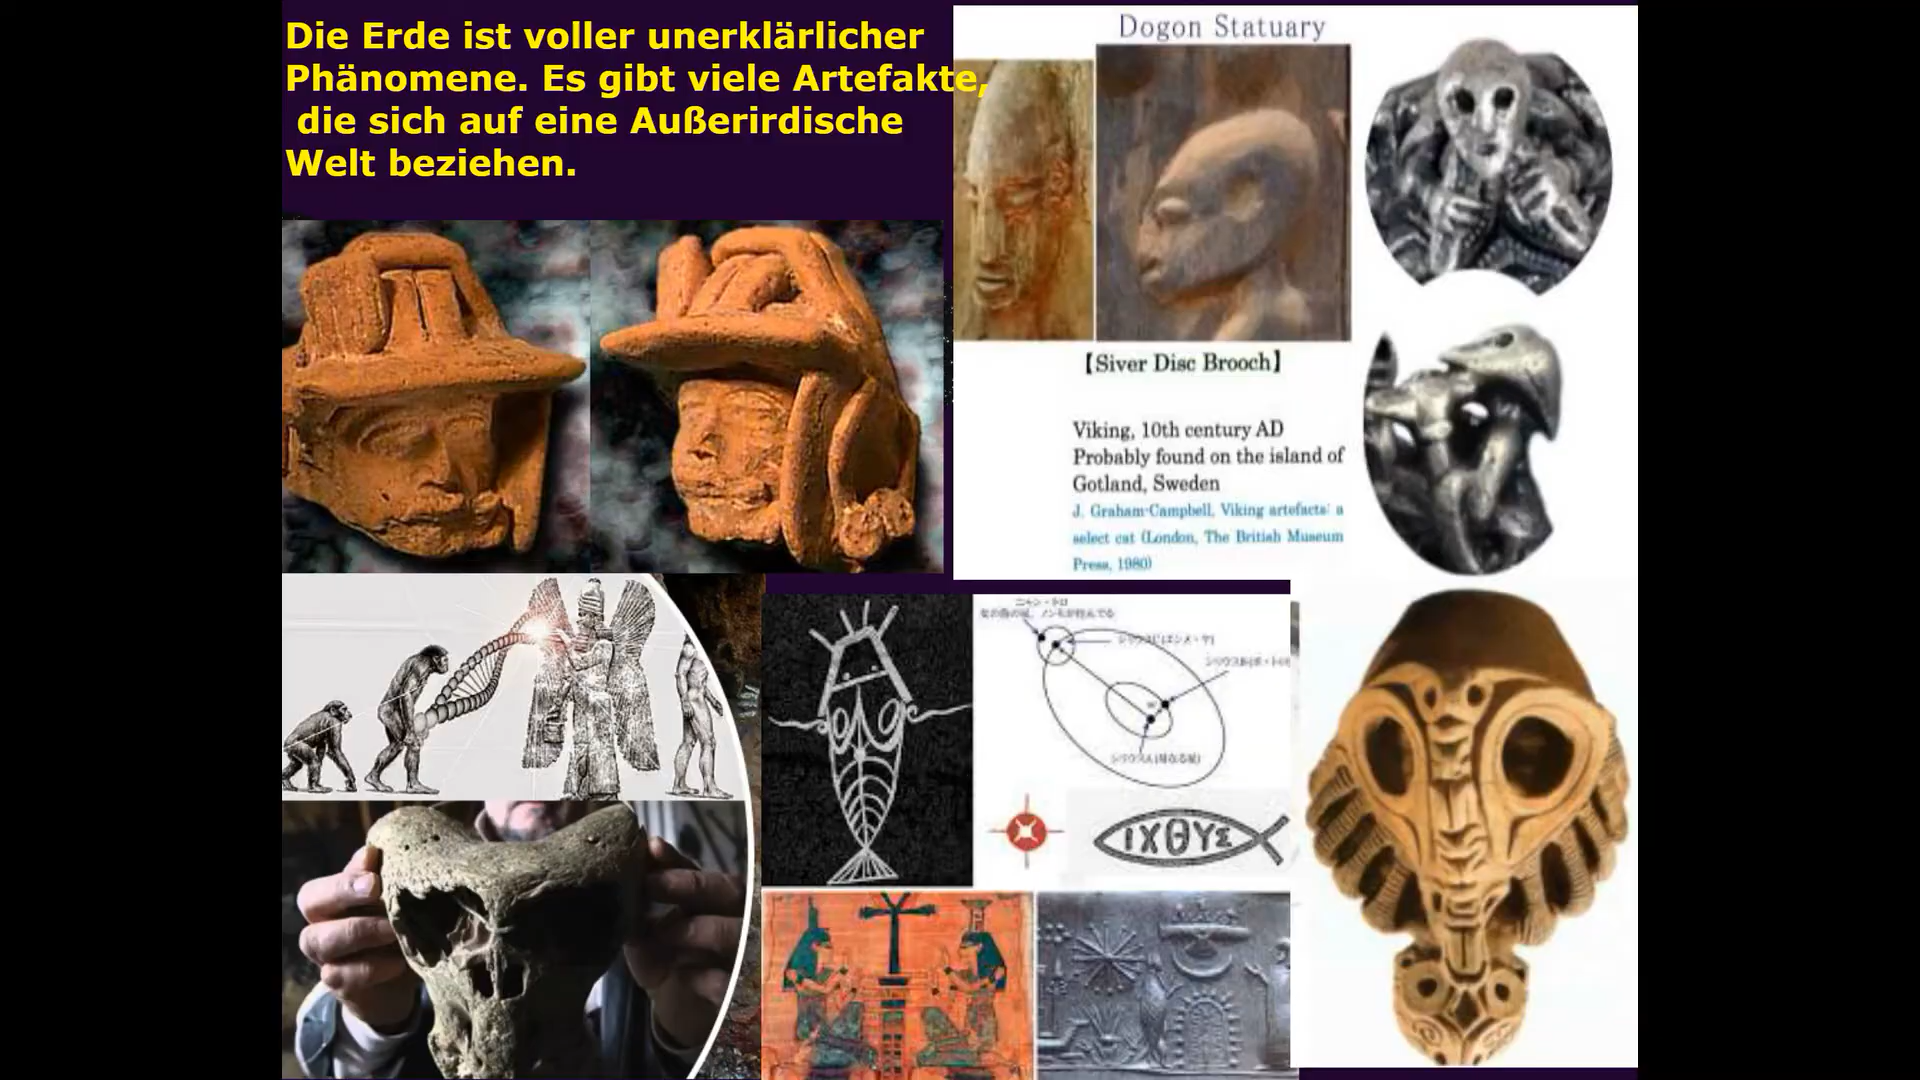 Die Erde ist voller unerklärlicher
Phänomene. Es gibt viele Artefakte,
die sich auf eine Außerirdische
Welt beziehen.
Dogon Statuary
【Siver Disc Brooch】
Viking, 10th century AD
Probably found on the island of
Gotland, Sweden
J. Graham-Campbell, Viking artefacts: a
select cat (London, The British Museum
Press, 1980)
ΙΧΘΥΣ